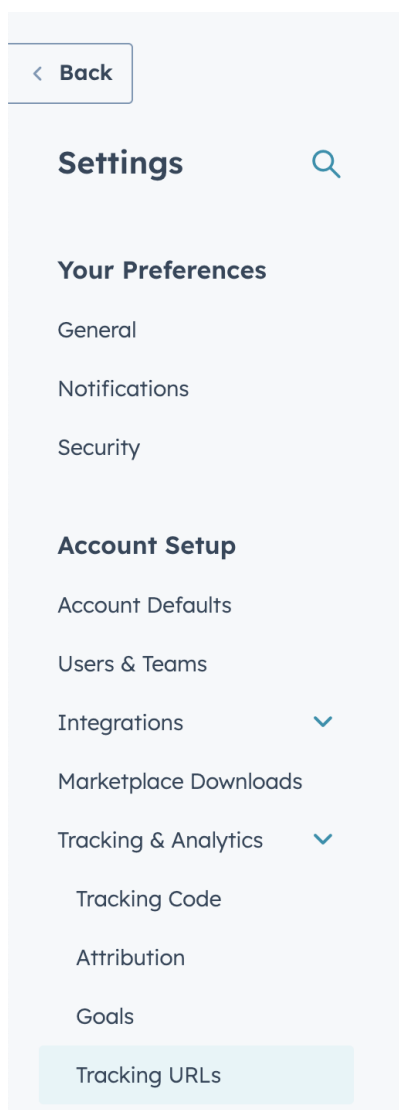 Back
Settings
Your Preferences
General
Notifications
Security
Account Setup
Account Defaults
Users & Teams
Integrations
Marketplace Downloads
Tracking & Analytics
Tracking Code
Attribution
Goals
Tracking URLs